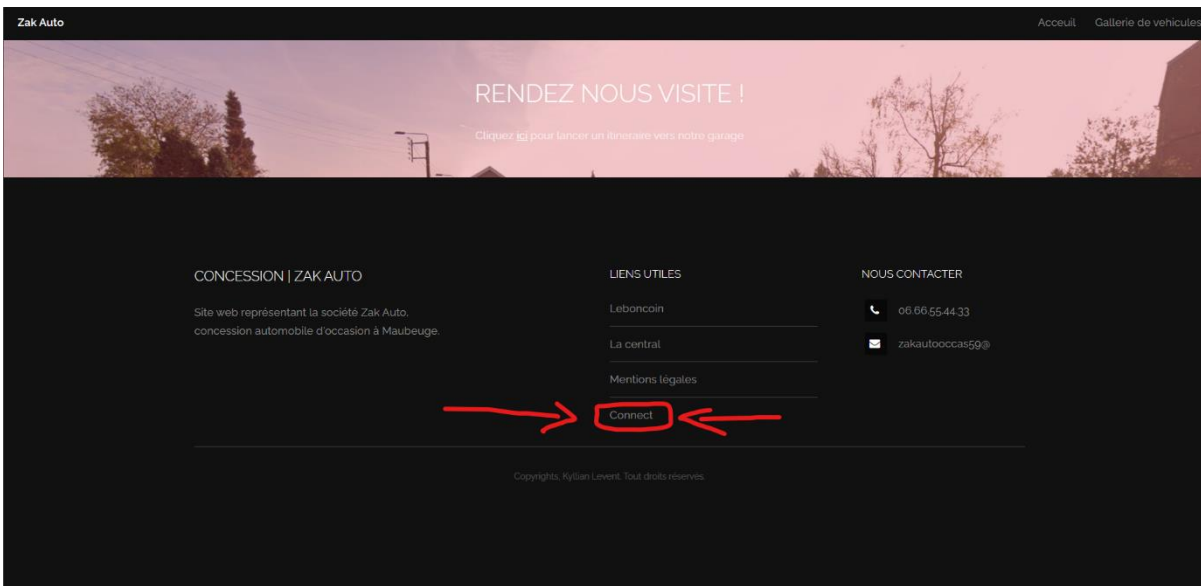 Zak Auto
Acceuil Gallerie de vehicules
RENDEZ NOUS VISITE !
Cliquez ici pour lancer un itineraire vers notre garage
CONCESSION | ZAK AUTO
Site web représentant la société Zak Auto,
concession automobile d'occasion à Maubeuge.
LIENS UTILES
Leboncoin
La central
Mentions légales
Connect
NOUS CONTACTER
06.66.55.44.33
zakautooccas59@
Copyrights, Kyllian Levent. Tout droits réservés.